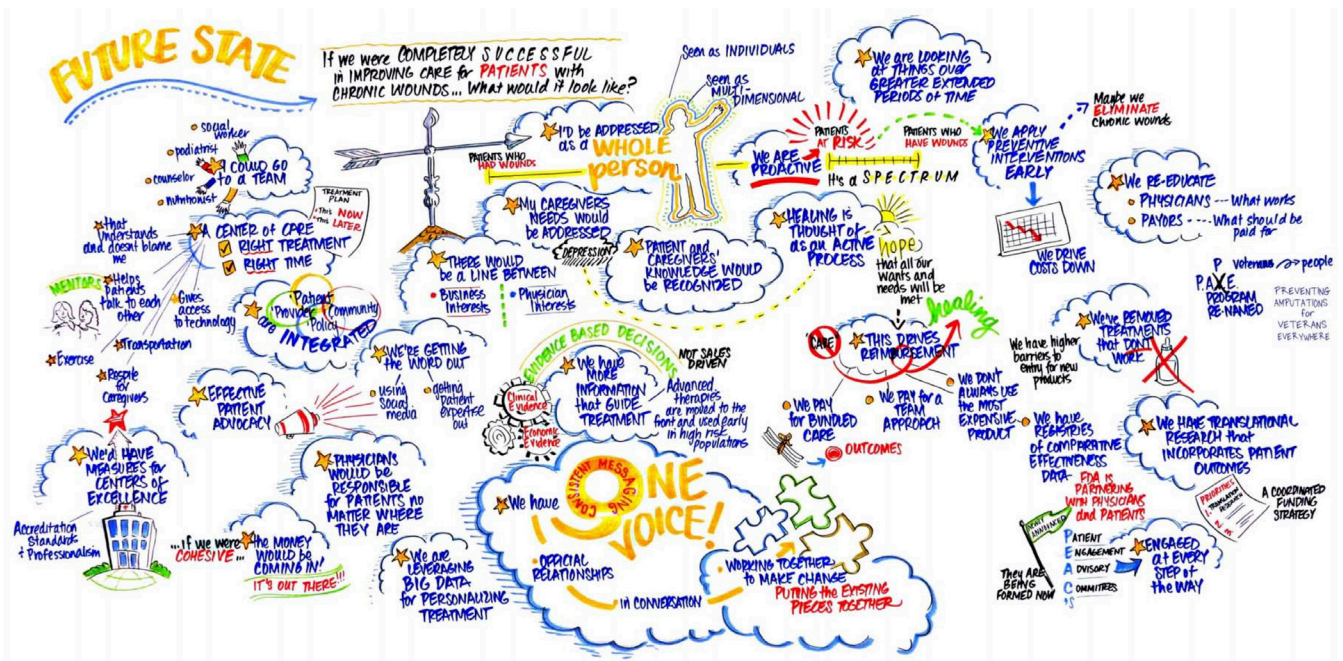 FUTURE STATE
If we were COMPLETELY SUCCESSFUL
in IMPROVING CARE for PATIENTS with
CHRONIC WOUNDS... What would it look like?
Seen as INDIVIDUALS
Seen as
MULTI-
DIMENSIONAL
We are LOOKING
at THINGS OVER
GREATER EXTENDED
PERIODS OF TIME
I'D be ADDRESSED
as a WHOLE
person
PATIENTS WHO
HAD WOUNDS
WE ARE
PROACTIVE
PATIENTS
AT RISK
PATIENTS WHO
HAVE WOUNDS
It's a SPECTRUM
WE APPLY
PREVENTIVE
INTERVENTIONS
EARLY
Maybe we
ELIMINATE
chronic wounds
WE DRIVE
COSTS DOWN
We RE-EDUCATE
PHYSICIANS --- What works
PAYORS --- What should be
paid for
social
worker
podiatrist
counselor
nutritionist
I COULD GO
to a TEAM
TREATMENT
PLAN
This NOW
This LATER
A CENTER of CARE
RIGHT TREATMENT
RIGHT TIME
that
understands
and doesnt blame
me
MENTORS
Helps
Patients
talk to each
other
Gives
access
to technology
Transportation
Exercise
Respite
for
Caregivers
Patient
Provider
Community
Policy
are
INTEGRATED
MY CAREGIVERS
NEEDS WOULD
be ADDRESSED
DEPRESSION
PATIENT and
CAREGIVERS'
KNOWLEDGE WOULD
be RECOGNIZED
HEALING IS
THOUGHT OF
as an ACTIVE
PROCESS
hope
that all our
wants and
needs will be
met
healing
THERE WOULD
be A LINE BETWEEN
Business
Interests
Physician
Interests
WE'RE GETTING
the WORD OUT
using
Social
media
getting
patient
expertise
out
EFFECTIVE
PATIENT
ADVOCACY
EVIDENCE BASED DECISIONS
Clinical
Evidence
Economic
Evidence
We have
MORE
INFORMATION
that GUIDE
TREATMENT
NOT SALES
DRIVEN
Advanced
therapies
are moved to the
front and used early
in high risk
populations
"CARE"
THIS DRIVES
REIMBURSEMENT
WE PAY
for BUNDLED
CARE
WE PAY for a
TEAM
APPROACH
WE DON'T
ALWAYS USE
the MOST
EXPENSIVE
PRODUCT
OUTCOMES
We've REMOVED
TREATMENTS
that DON'T
WORK
We have higher
barriers to
entry for new
products
P Veterans people
P.A.V.E.
PROGRAM
RE-NAMED
PREVENTING
AMPUTATIONS
for
VETERANS
EVERYWHERE
We have
REGISTRIES
OF COMPARATIVE
EFFECTIVENESS
DATA-
FDA is
PARTNERING
WITH PHYSICIANS
and PATIENTS
WE HAVE TRANSLATIONAL
RESEARCH that
INCORPORATES PATIENT
OUTCOMES
PRIORITIES
1. TRANSLATION
RESEARCH
2.
3.
A COORDINATED
FUNDING
STRATEGY
NEWLY
ANNOUNCED
They are
BEING
FORMED NOW
PATIENT
ENGAGEMENT
ADVISORY
COMMITTEES
'S
ENGAGED
at EVERY
STEP of
the WAY
We'd HAVE
MEASURES for
CENTERS OF
EXCELLENCE
Accreditation
Standards
+ Professionalism
...if we were
COHESIVE...
the MONEY
WOULD be
COMING IN!
IT'S OUT THERE!!!
PHYSICIANS
WOULD be
RESPONSIBLE
for PATIENTS no
MATTER WHERE
THEY ARE
We are
LEVERAGING
BIG DATA
for PERSONALIZING
TREATMENT
We have
CONSISTENT MESSAGING
ONE
VOICE!
OFFICIAL
RELATIONSHIPS
in CONVERSATION
WORKING TOGETHER
to MAKE CHANGE
PUTTING the EXISTING
PIECES TOGETHER